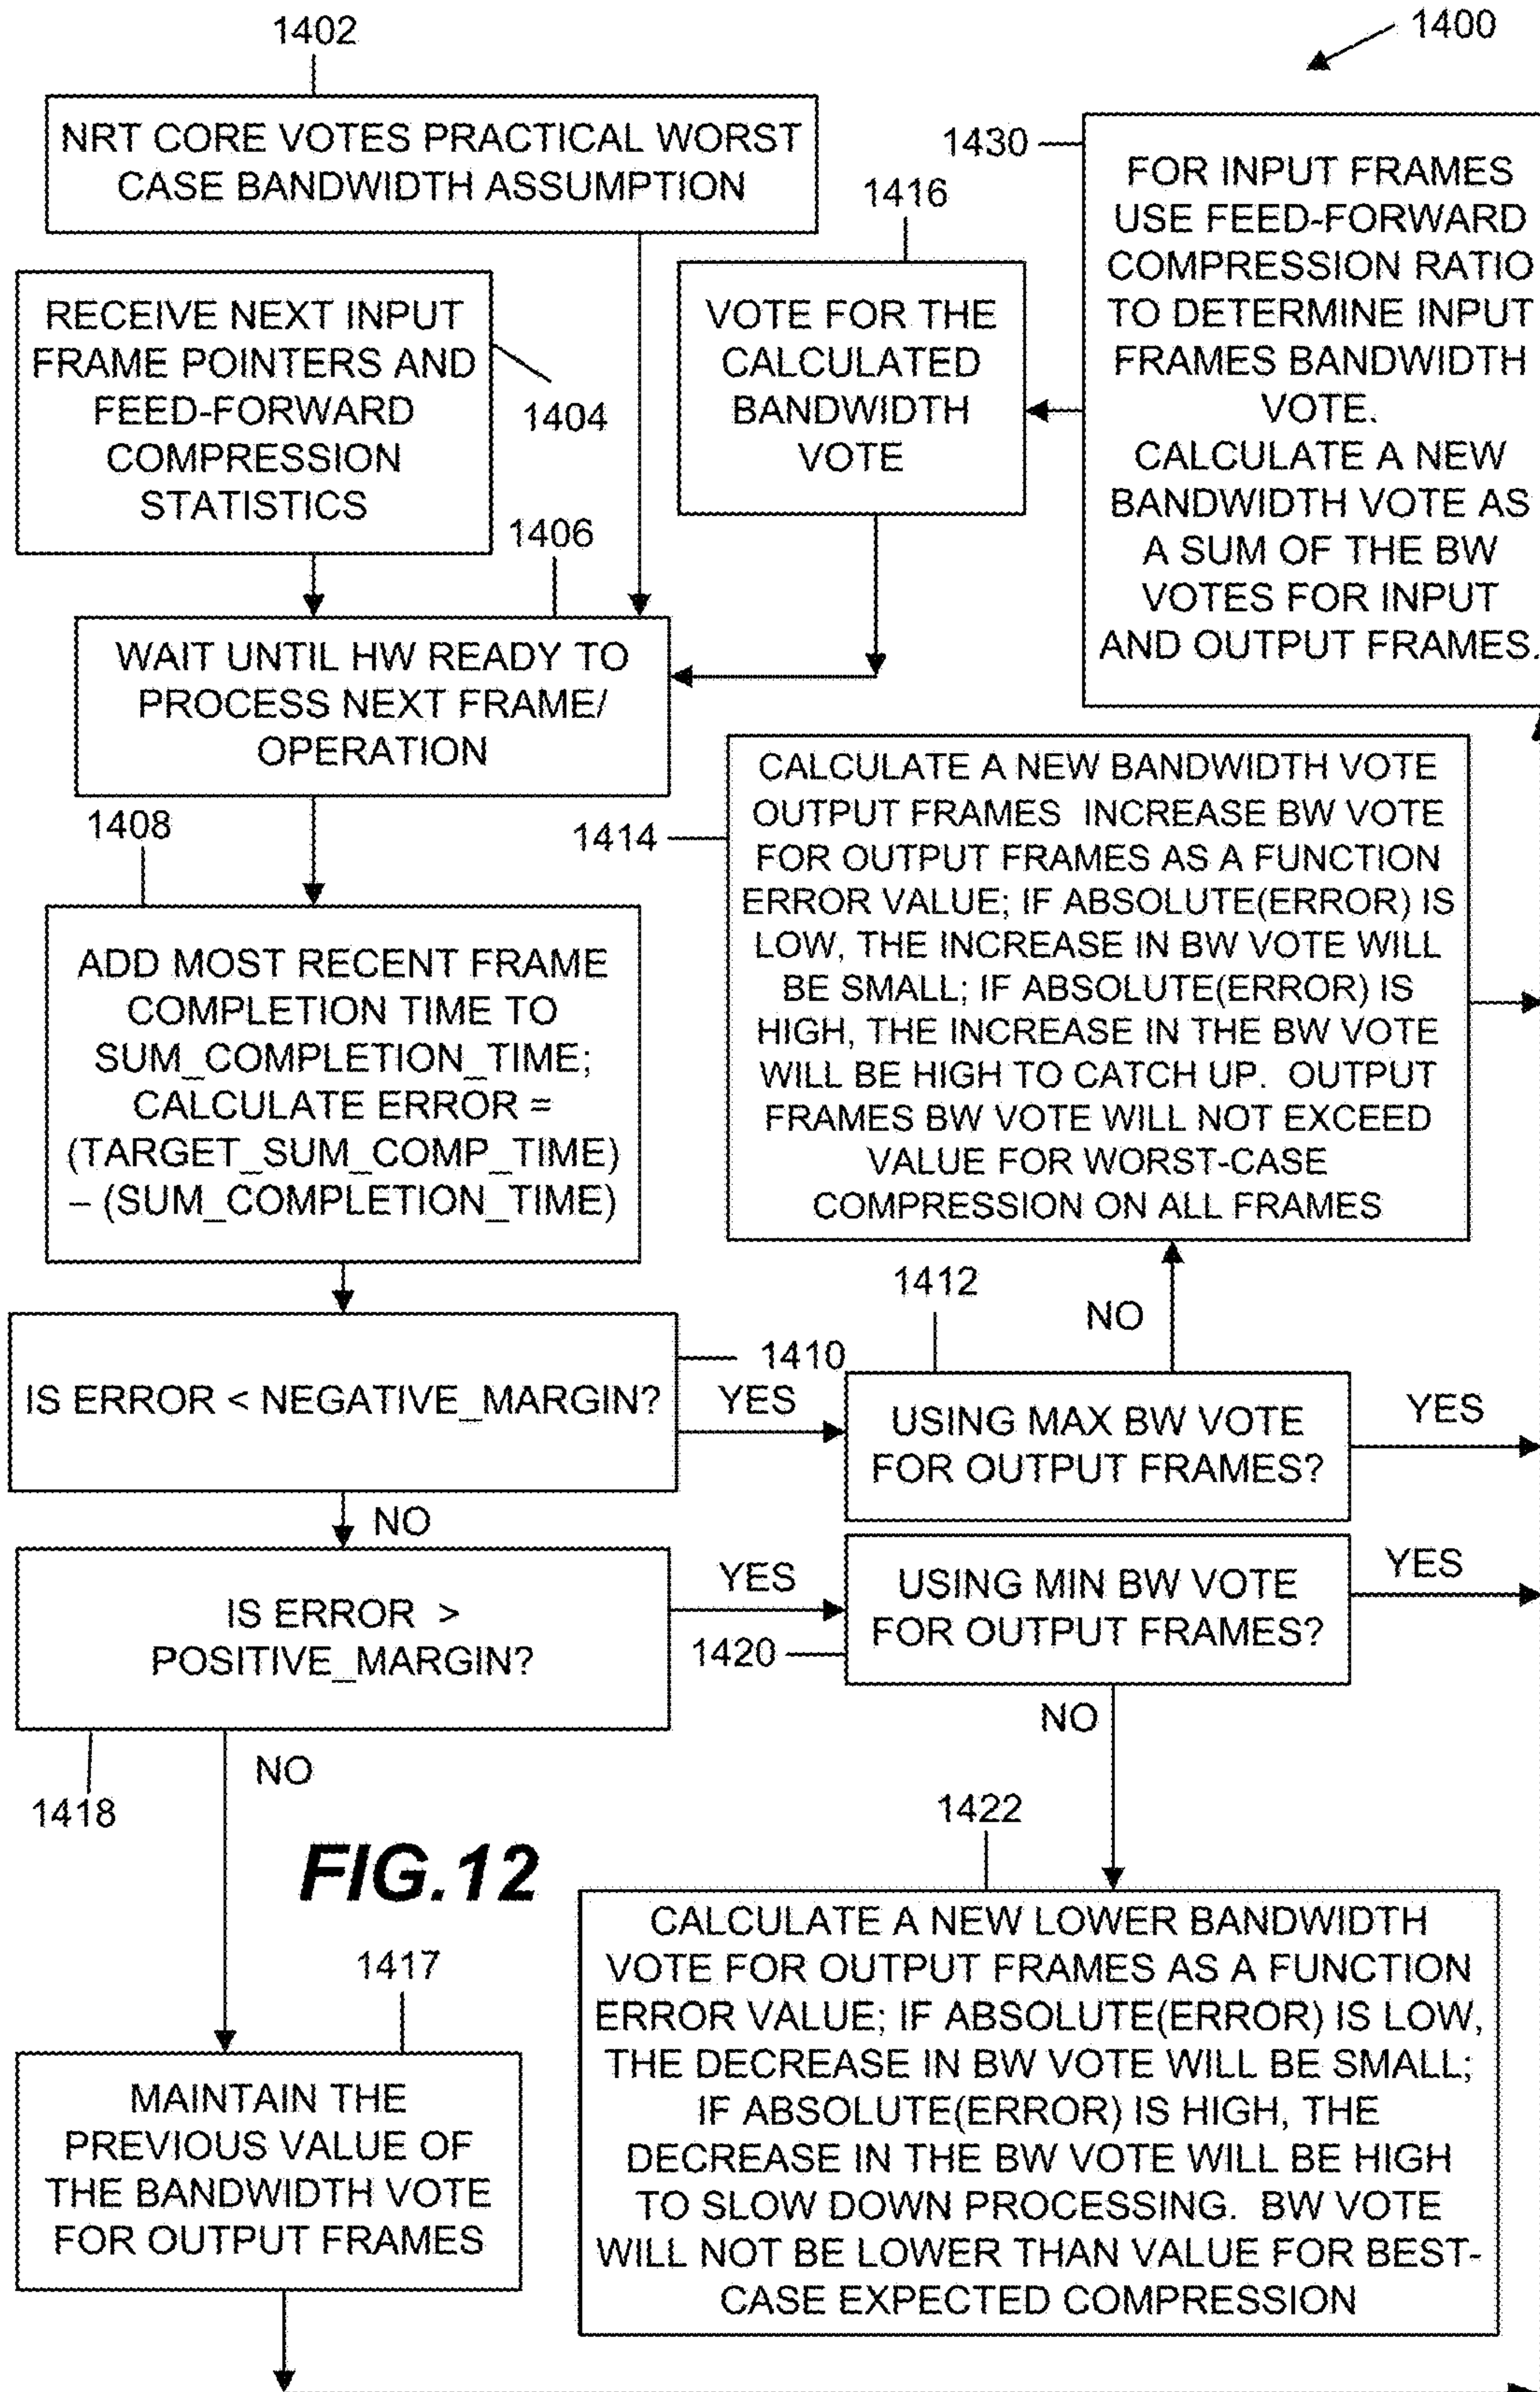 1402
1400
NRT CORE VOTES PRACTICAL WORST
CASE BANDWIDTH ASSUMPTION
1430
FOR INPUT FRAMES
USE FEED-FORWARD
COMPRESSION RATIO
TO DETERMINE INPUT
FRAMES BANDWIDTH
VOTE.
CALCULATE A NEW
BANDWIDTH VOTE AS
A SUM OF THE BW
VOTES FOR INPUT
AND OUTPUT FRAMES.
1416
VOTE FOR THE
CALCULATED
BANDWIDTH
VOTE
RECEIVE NEXT INPUT
FRAME POINTERS AND
FEED-FORWARD
COMPRESSION
STATISTICS
1404
1406
WAIT UNTIL HW READY TO
PROCESS NEXT FRAME/
OPERATION
1408
ADD MOST RECENT FRAME
COMPLETION TIME TO
SUM_COMPLETION_TIME;
CALCULATE ERROR =
(TARGET_SUM_COMP_TIME)
– (SUM_COMPLETION_TIME)
1414
CALCULATE A NEW BANDWIDTH VOTE
OUTPUT FRAMES INCREASE BW VOTE
FOR OUTPUT FRAMES AS A FUNCTION
ERROR VALUE; IF ABSOLUTE(ERROR) IS
LOW, THE INCREASE IN BW VOTE WILL
BE SMALL; IF ABSOLUTE(ERROR) IS
HIGH, THE INCREASE IN THE BW VOTE
WILL BE HIGH TO CATCH UP. OUTPUT
FRAMES BW VOTE WILL NOT EXCEED
VALUE FOR WORST-CASE
COMPRESSION ON ALL FRAMES
1412
NO
1410
IS ERROR < NEGATIVE_MARGIN?
YES
USING MAX BW VOTE
FOR OUTPUT FRAMES?
YES
NO
IS ERROR >
POSITIVE_MARGIN?
YES
1420
USING MIN BW VOTE
FOR OUTPUT FRAMES?
YES
NO
1418
NO
1422
FIG.12
CALCULATE A NEW LOWER BANDWIDTH
VOTE FOR OUTPUT FRAMES AS A FUNCTION
ERROR VALUE; IF ABSOLUTE(ERROR) IS LOW,
THE DECREASE IN BW VOTE WILL BE SMALL;
IF ABSOLUTE(ERROR) IS HIGH, THE
DECREASE IN THE BW VOTE WILL BE HIGH
TO SLOW DOWN PROCESSING. BW VOTE
WILL NOT BE LOWER THAN VALUE FOR BEST-
CASE EXPECTED COMPRESSION
1417
MAINTAIN THE
PREVIOUS VALUE OF
THE BANDWIDTH VOTE
FOR OUTPUT FRAMES